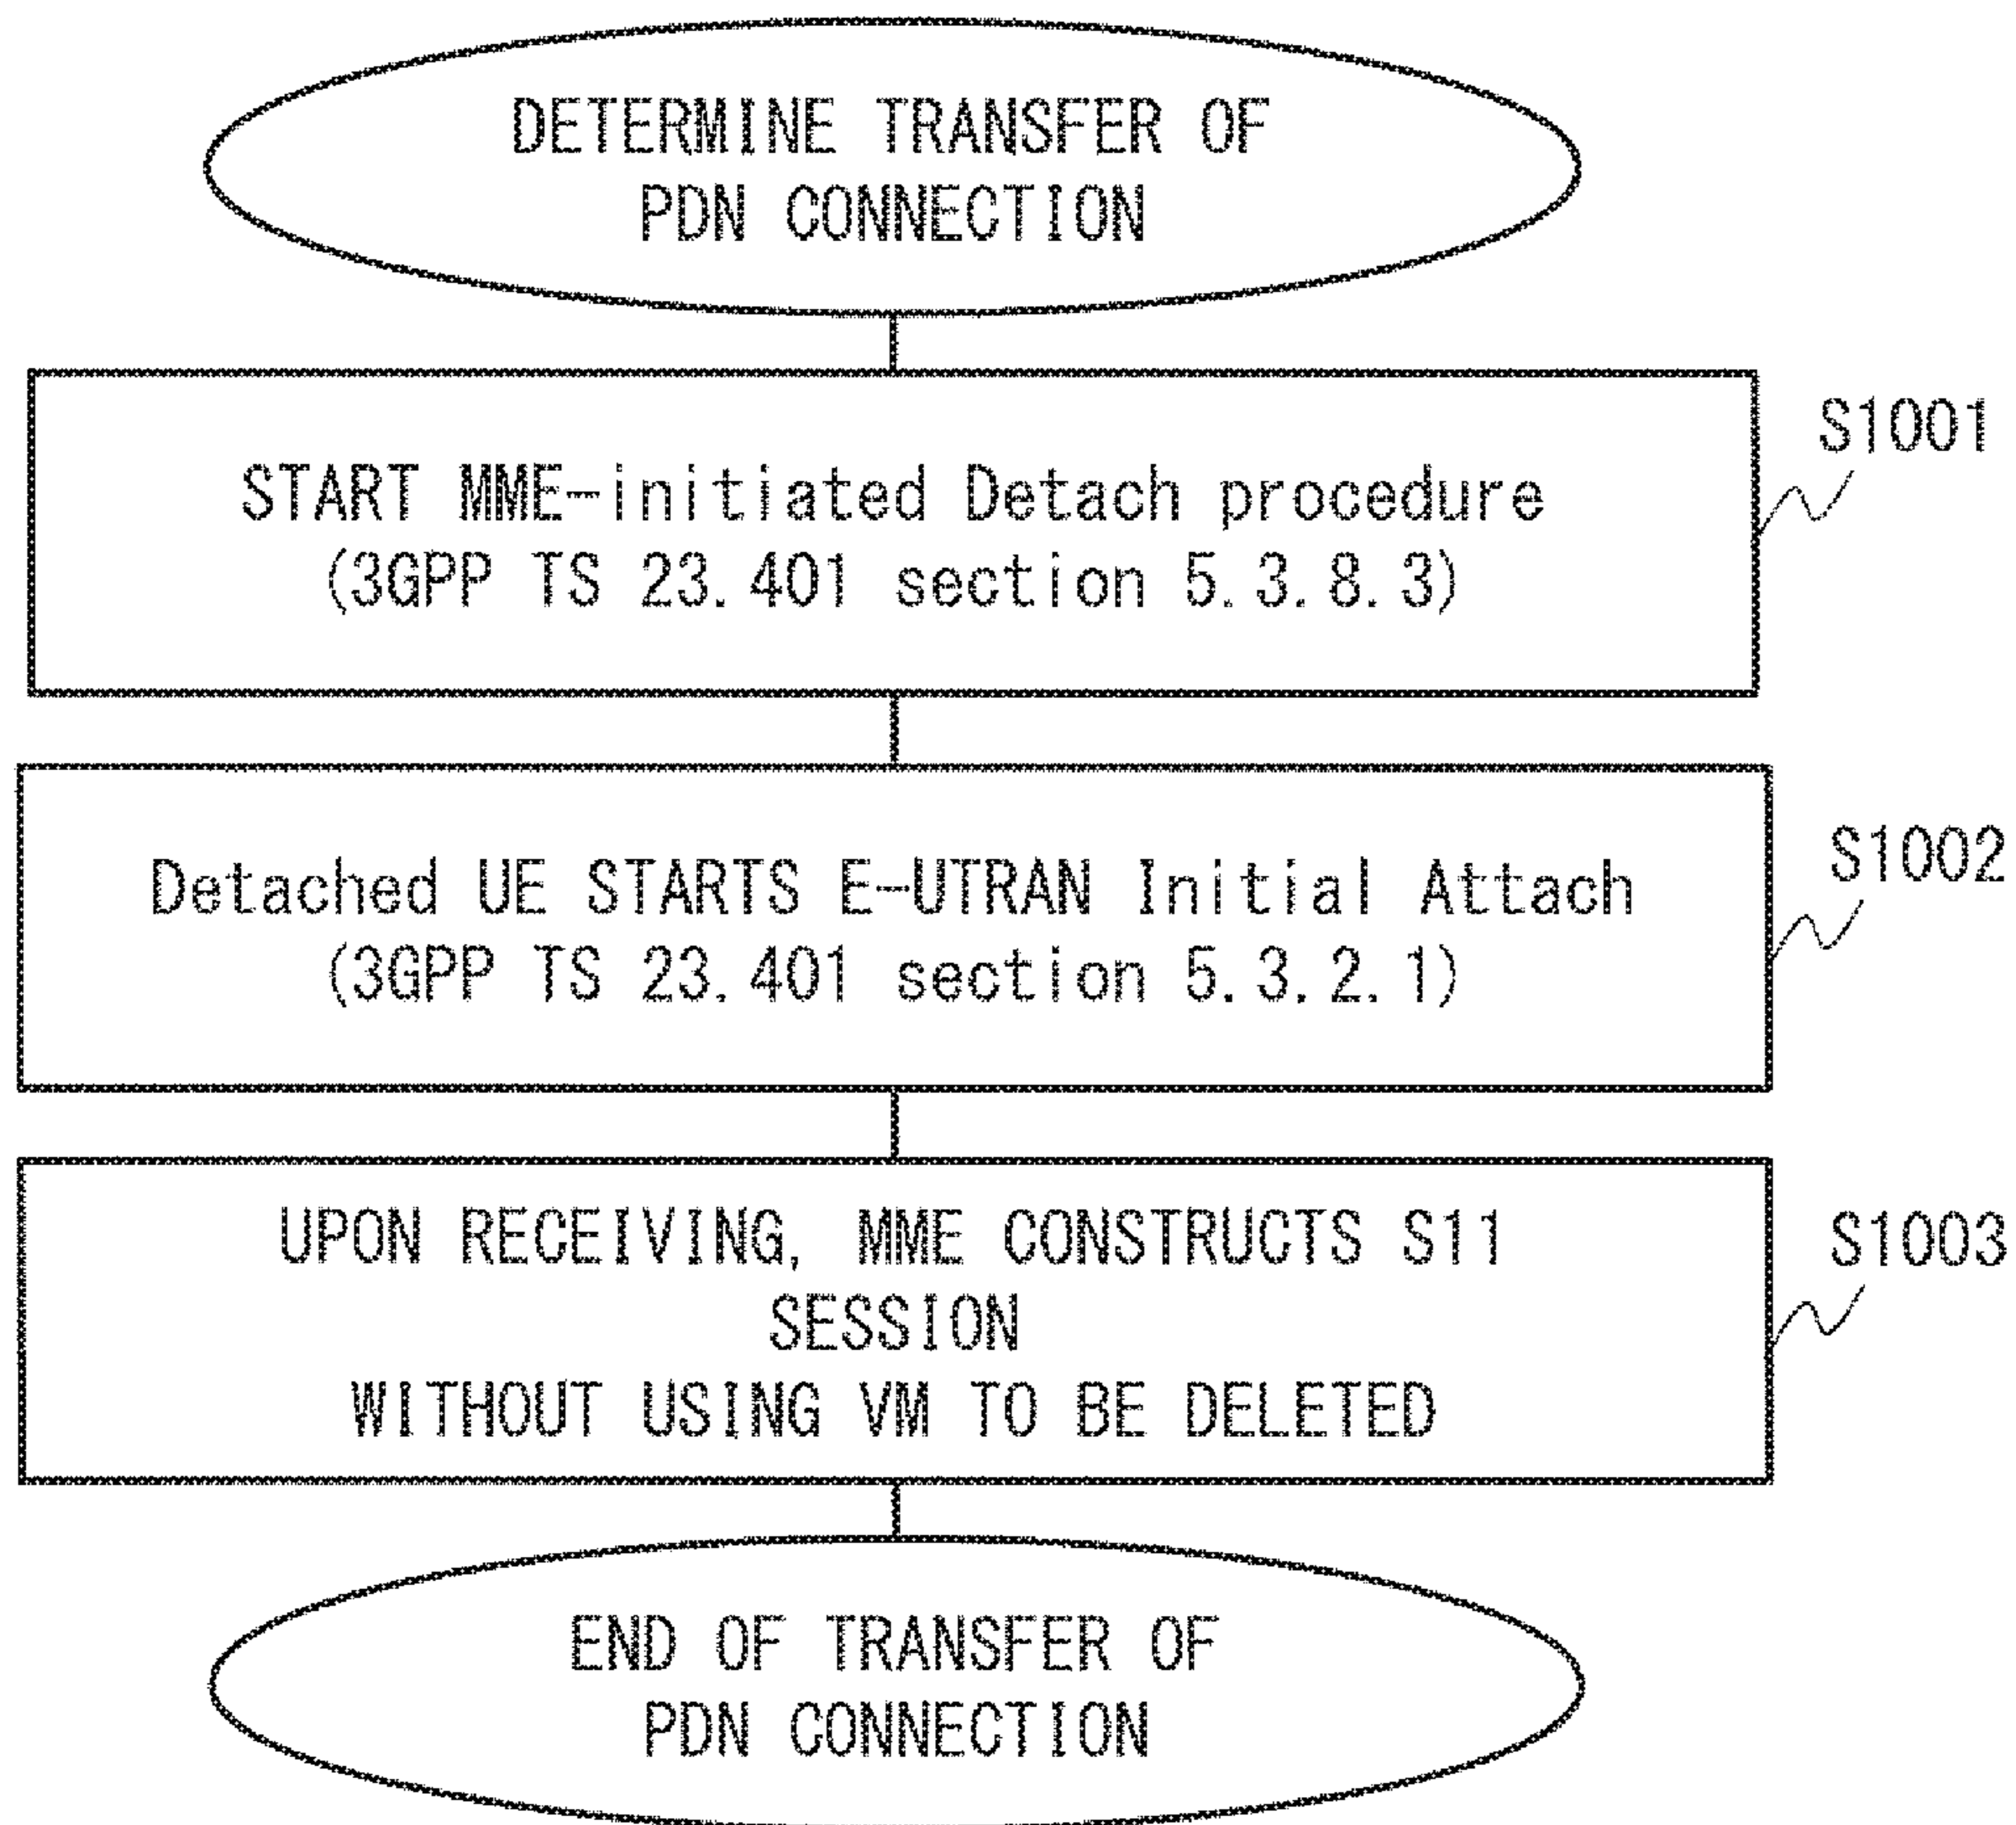 DETERMINE TRANSFER OF
PDN CONNECTION
START MME-initiated Detach procedure
(3GPP TS 23.401 section 5.3.8.3)
S1001
Detached UE STARTS E-UTRAN Initial Attach
(3GPP TS 23.401 section 5.3.2.1)
S1002
UPON RECEIVING, MME CONSTRUCTS S11
SESSION
WITHOUT USING VM TO BE DELETED
S1003
END OF TRANSFER OF
PDN CONNECTION